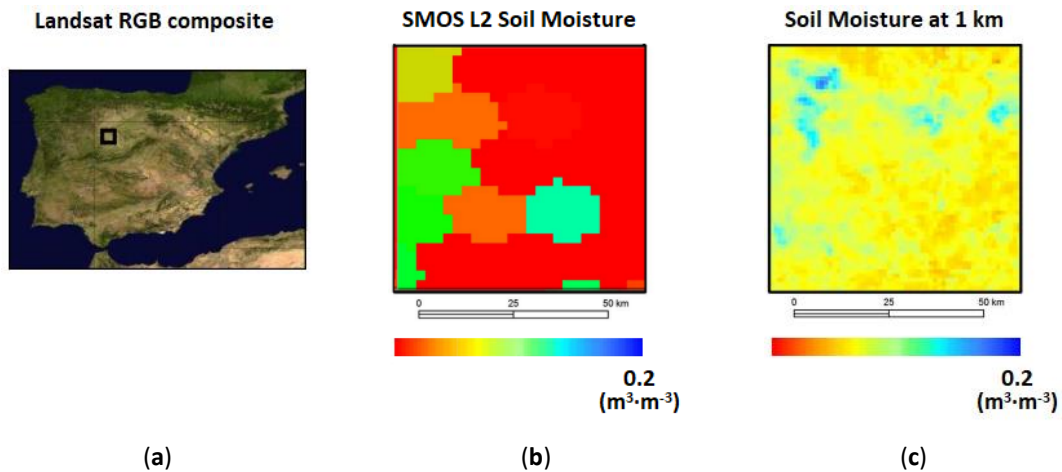 Landsat RGB composite
SMOS L2 Soil Moisture
Soil Moisture at 1 km
0 25 50 km
0 25 50 km
0.2
(m³·m⁻³)
0.2
(m³·m⁻³)
(a)
(b)
(c)